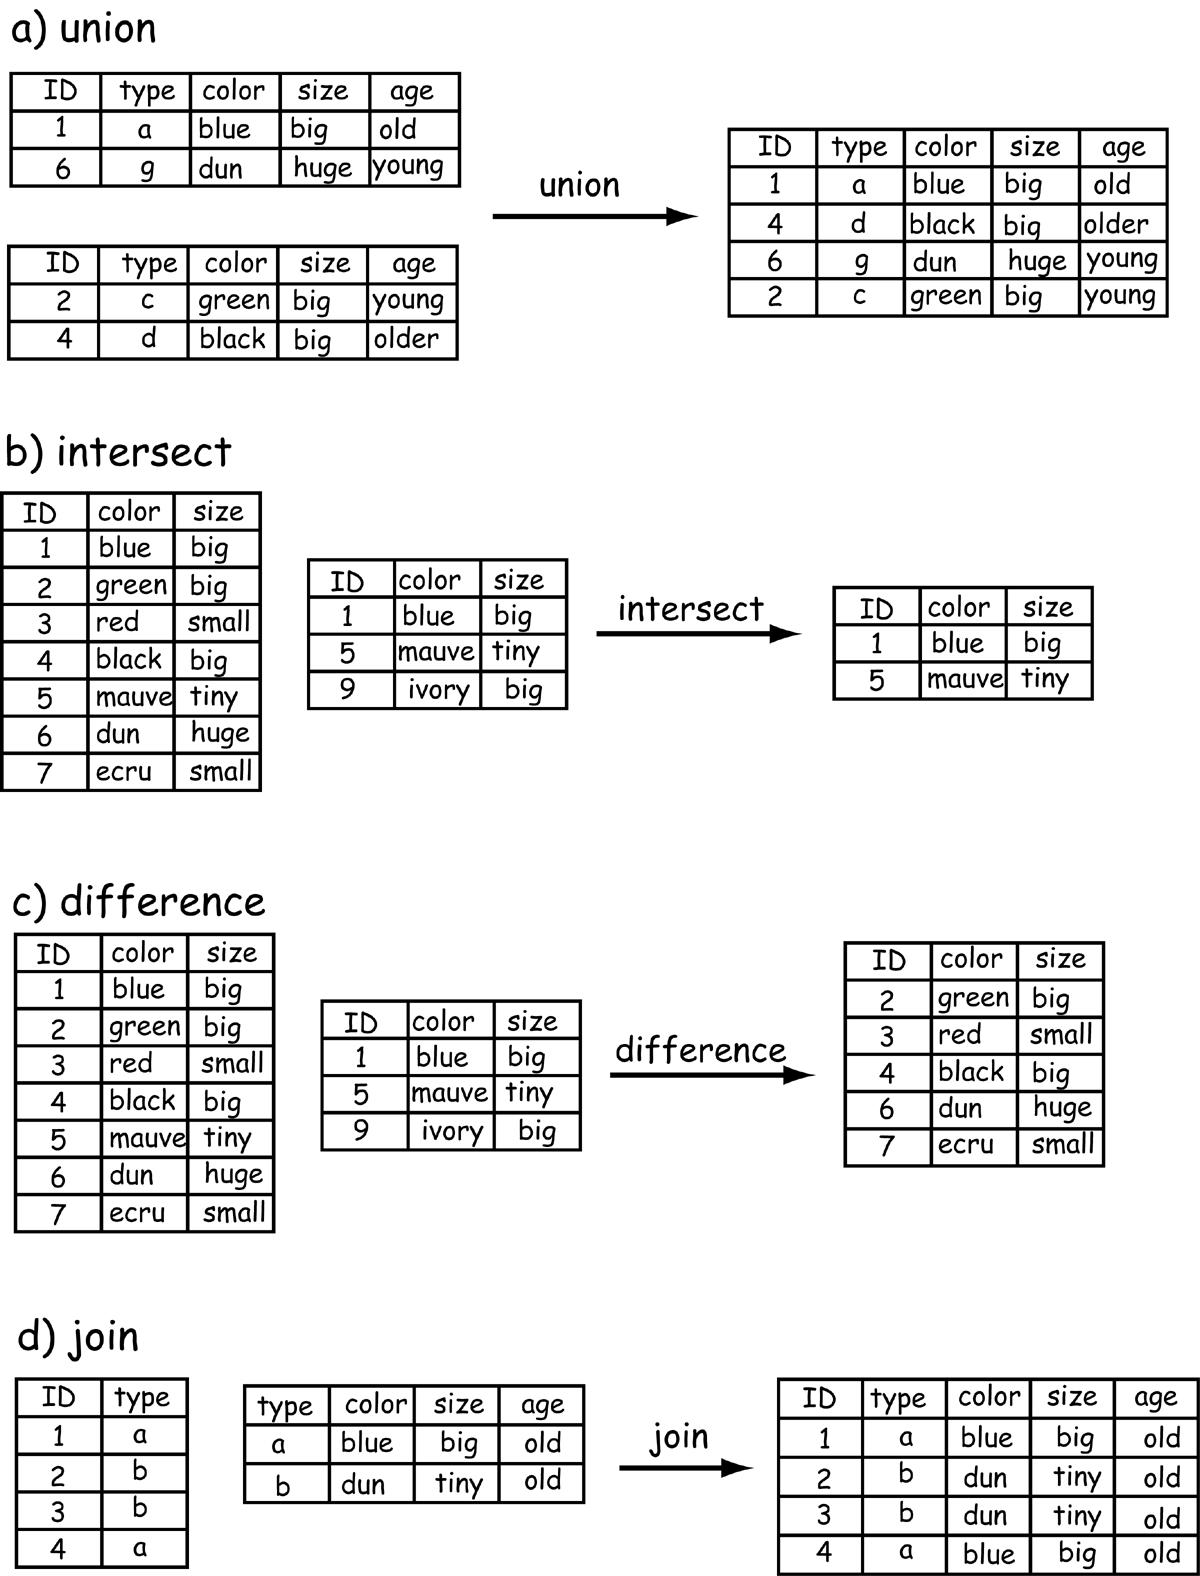 a) union
ID type color size age
1 a blue big old
6 g dun huge young
ID type color size age
2 c green big young
4 d black big older
union
ID type color size age
1 a blue big old
4 d black big older
6 g dun huge young
2 c green big young
b) intersect
ID color size
1 blue big
2 green big
3 red small
4 black big
5 mauve tiny
6 dun huge
7 ecru small
ID color size
1 blue big
5 mauve tiny
9 ivory big
intersect
ID color size
1 blue big
5 mauve tiny
c) difference
ID color size
1 blue big
2 green big
3 red small
4 black big
5 mauve tiny
6 dun huge
7 ecru small
ID color size
1 blue big
5 mauve tiny
9 ivory big
difference
ID color size
2 green big
3 red small
4 black big
6 dun huge
7 ecru small
d) join
ID type
1 a
2 b
3 b
4 a
type color size age
a blue big old
b dun tiny old
join
ID type color size age
1 a blue big old
2 b dun tiny old
3 b dun tiny old
4 a blue big old